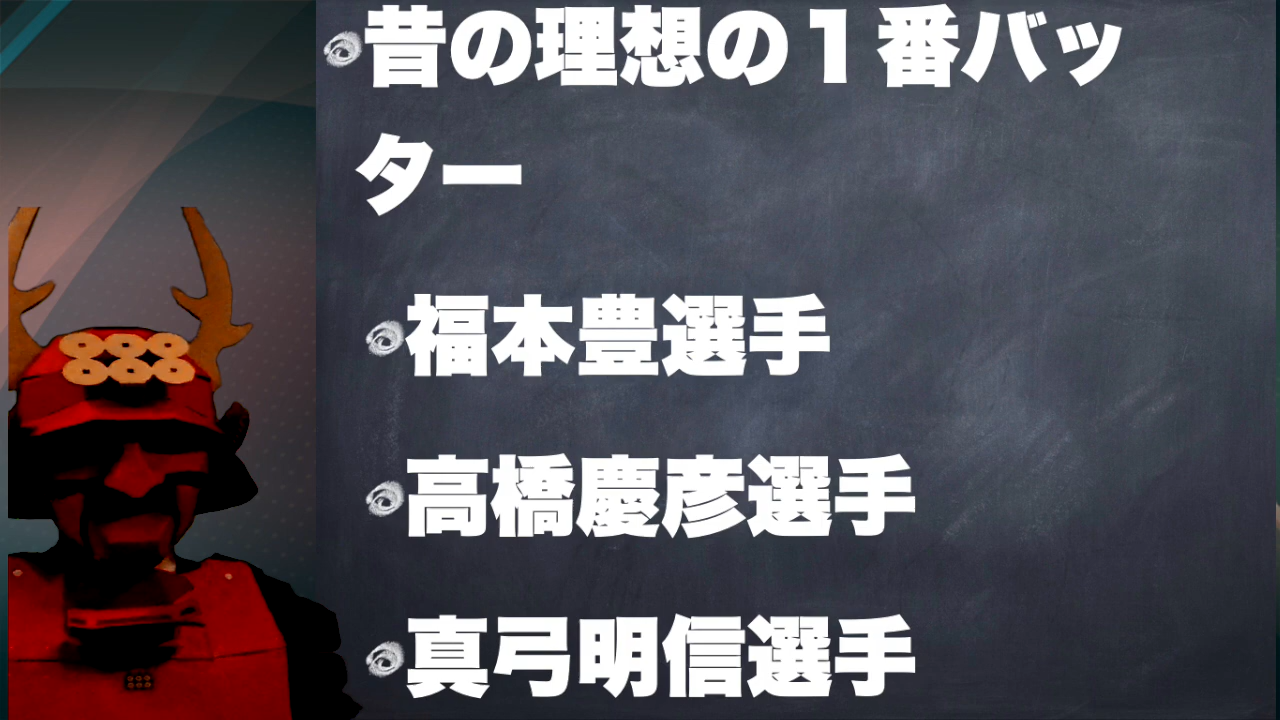 昔の理想の１番バッ
ター
福本豊選手
高橋慶彦選手
真弓明信選手